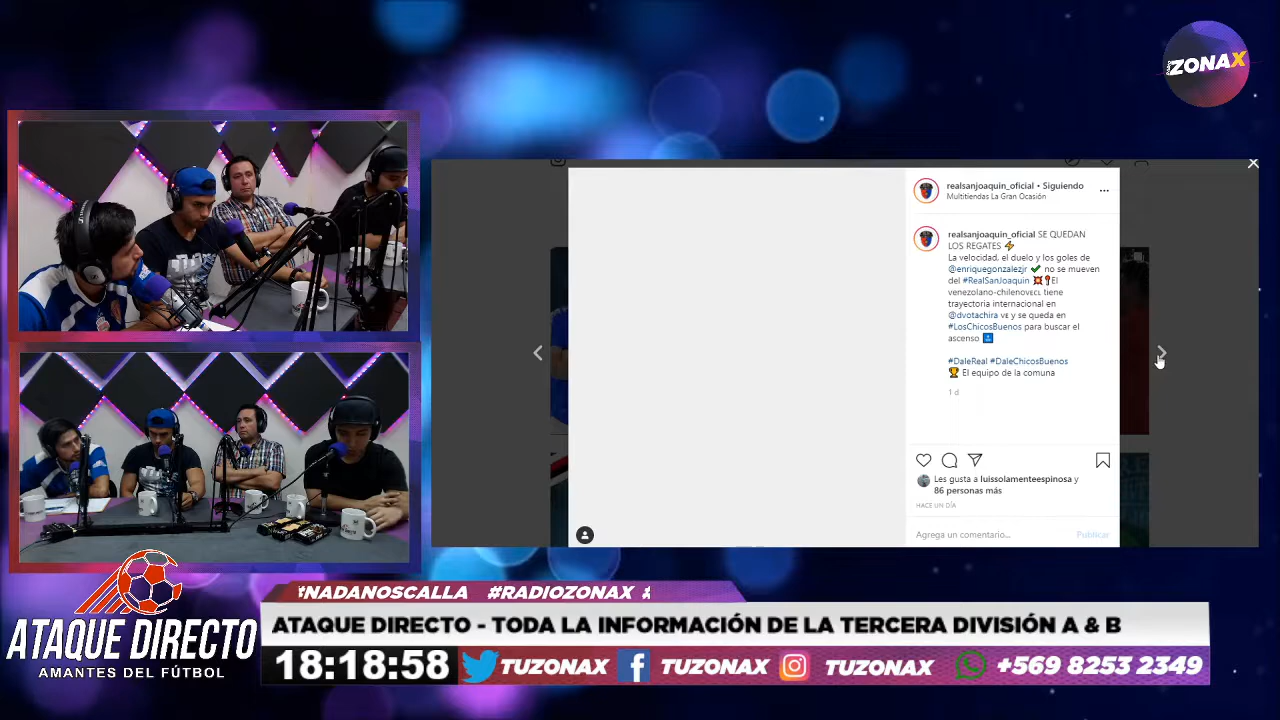 ZONAX
realsanjoaquin_oficial • Siguiendo
Multitiendas La Gran Ocasión
realsanjoaquin_oficial SE QUEDAN
LOS REGATES ⚡
La velocidad, el duelo y los goles de
@enriquegonzalezjr ✔ no se mueven
del #RealSanJoaquin 💥📍El
venezolano-chileno🇻🇪🇨🇱 tiene
trayectoria internacional en
@dvotachira 🇻🇪 y se queda en
#LosChicosBuenos para buscar el
ascenso
#DaleReal #DaleChicosBuenos
🏆 El equipo de la comuna
1 d
Les gusta a luissolamenteespinosa y
86 personas más
HACE UN DÍA
Agrega un comentario... Publicar
#NADANOSCALLA #RADIOZONAX
ATAQUE DIRECTO - TODA LA INFORMACIÓN DE LA TERCERA DIVISIÓN A & B
ATAQUE DIRECTO
AMANTES DEL FÚTBOL
18:18:58 TUZONAX TUZONAX TUZONAX +569 8253 2349